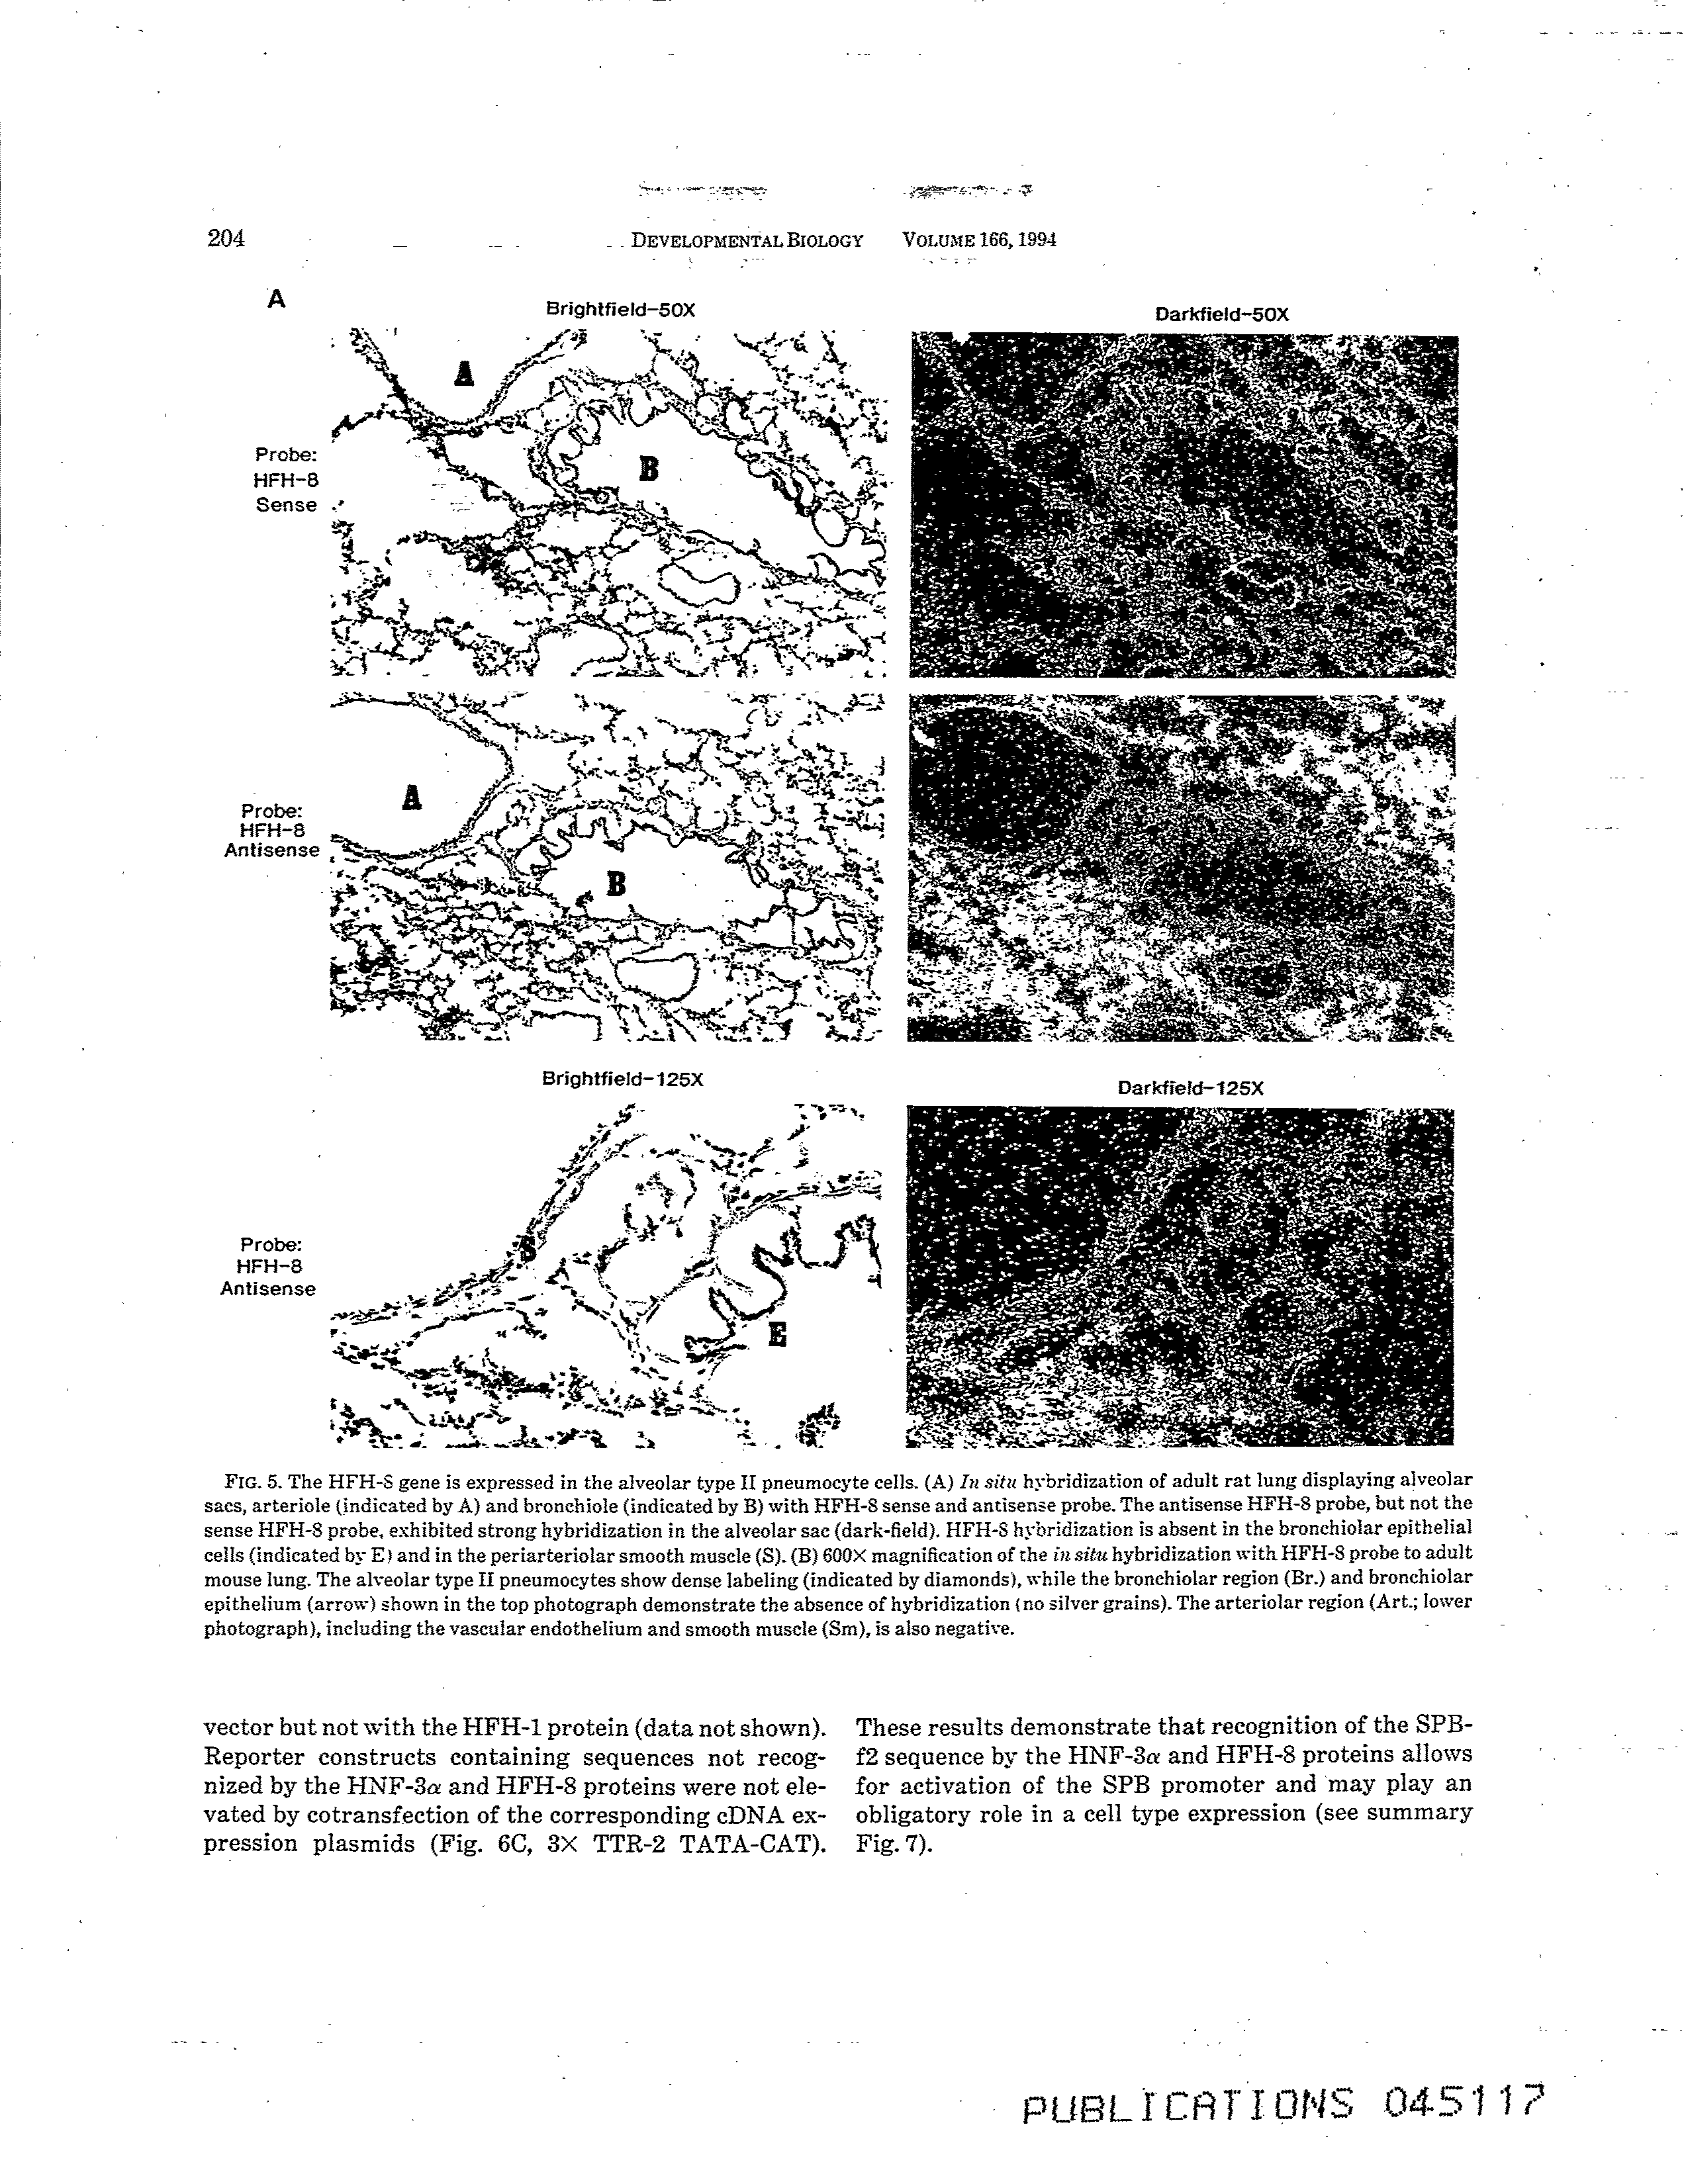 204
DEVELOPMENTAL BIOLOGY VOLUME 166, 1994
A
Brightfield-50X
Darkfield-50X
A
B
Probe:
HFH-8
Sense
A
B
Probe:
HFH-8
Antisense
Brightfield-125X
Darkfield-125X
Probe:
HFH-8
Antisense
E
FIG. 5. The HFH-8 gene is expressed in the alveolar type II pneumocyte cells. (A) In situ hybridization of adult rat lung displaying alveolar
sacs, arteriole (indicated by A) and bronchiole (indicated by B) with HFH-8 sense and antisense probe. The antisense HFH-8 probe, but not the
sense HFH-8 probe, exhibited strong hybridization in the alveolar sac (dark-field). HFH-8 hybridization is absent in the bronchiolar epithelial
cells (indicated by E) and in the periarteriolar smooth muscle (S). (B) 600× magnification of the in situ hybridization with HFH-8 probe to adult
mouse lung. The alveolar type II pneumocytes show dense labeling (indicated by diamonds), while the bronchiolar region (Br.) and bronchiolar
epithelium (arrow) shown in the top photograph demonstrate the absence of hybridization (no silver grains). The arteriolar region (Art.; lower
photograph), including the vascular endothelium and smooth muscle (Sm), is also negative.
vector but not with the HFH-1 protein (data not shown).
Reporter constructs containing sequences not recog-
nized by the HNF-3α and HFH-8 proteins were not ele-
vated by cotransfection of the corresponding cDNA ex-
pression plasmids (Fig. 6C, 3× TTR-2 TATA-CAT).
These results demonstrate that recognition of the SPB-
f2 sequence by the HNF-3α and HFH-8 proteins allows
for activation of the SPB promoter and may play an
obligatory role in a cell type expression (see summary
Fig. 7).
PUBLICATIONS 045117